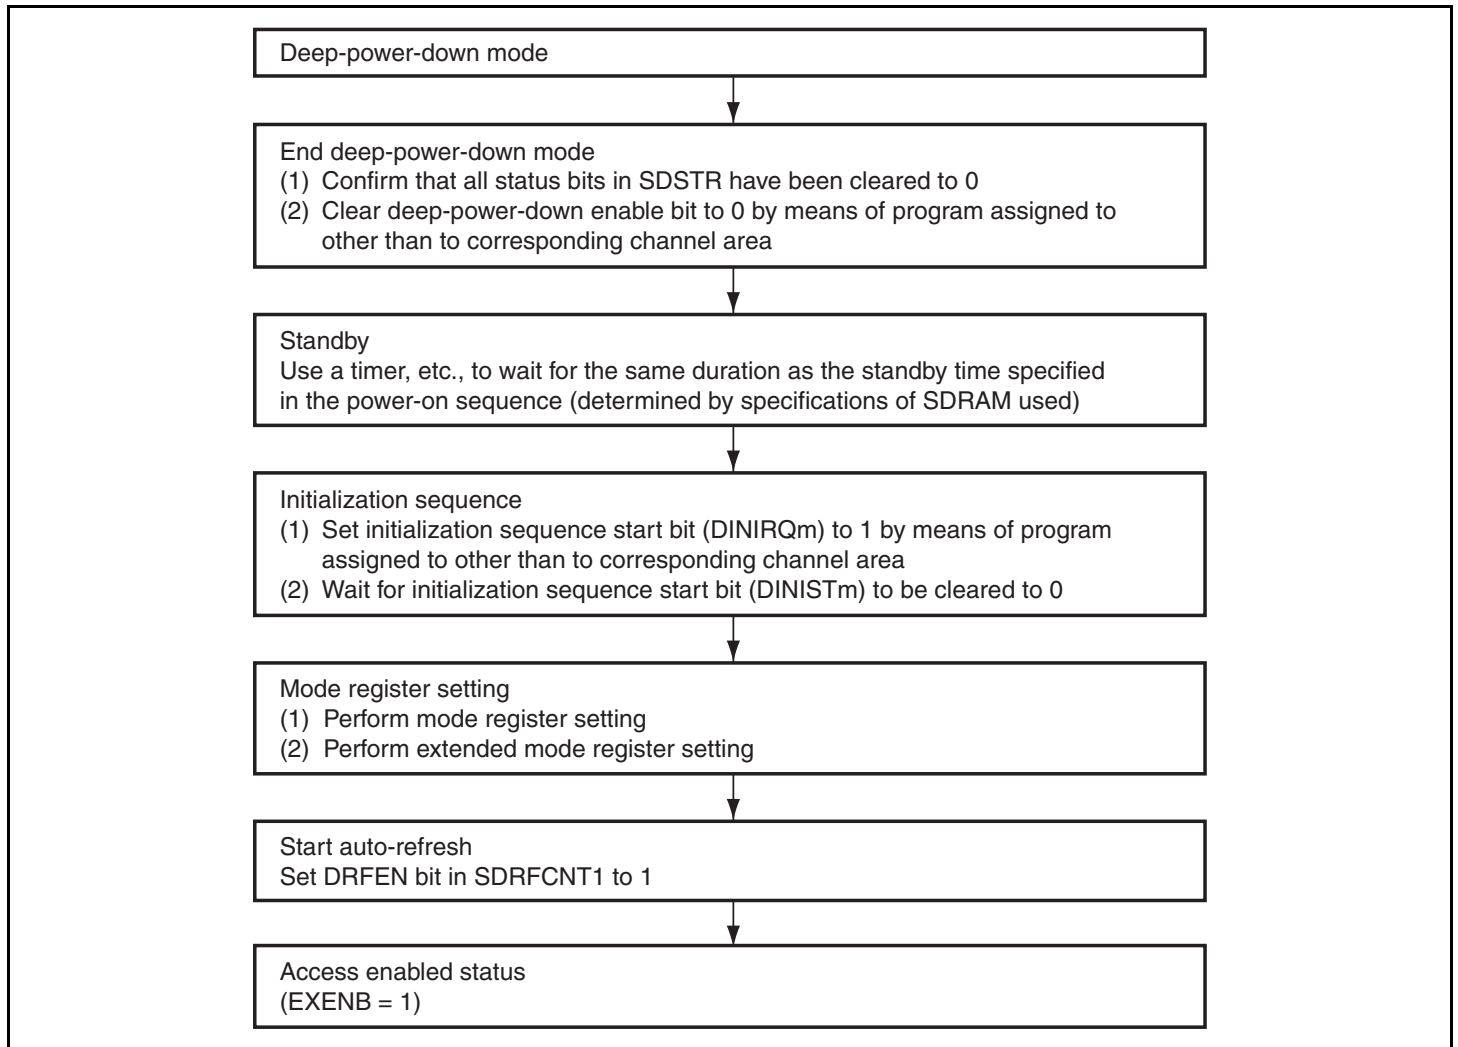 Deep-power-down mode
End deep-power-down mode
(1) Confirm that all status bits in SDSTR have been cleared to 0
(2) Clear deep-power-down enable bit to 0 by means of program assigned to
other than to corresponding channel area
Standby
Use a timer, etc., to wait for the same duration as the standby time specified
in the power-on sequence (determined by specifications of SDRAM used)
Initialization sequence
(1) Set initialization sequence start bit (DINIRQm) to 1 by means of program
assigned to other than to corresponding channel area
(2) Wait for initialization sequence start bit (DINISTm) to be cleared to 0
Mode register setting
(1) Perform mode register setting
(2) Perform extended mode register setting
Start auto-refresh
Set DRFEN bit in SDRFCNT1 to 1
Access enabled status
(EXENB = 1)